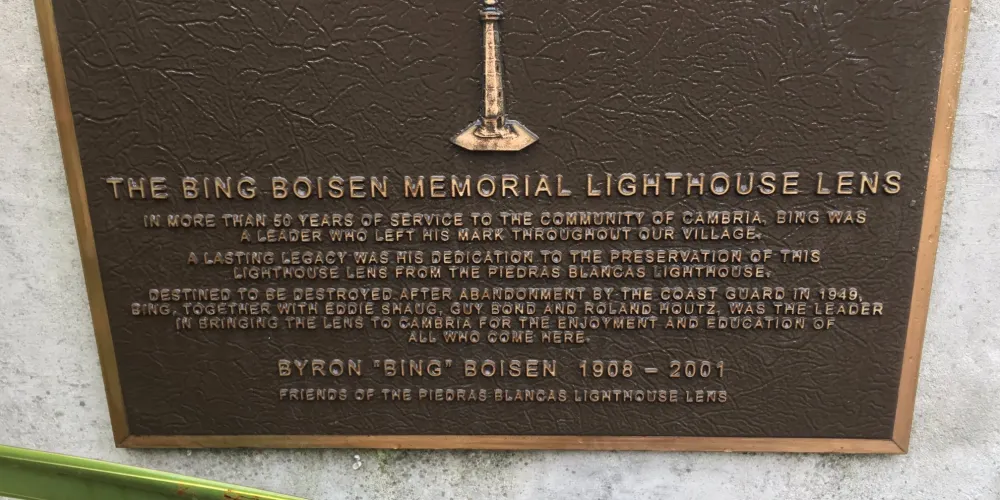 THE BING BOISEN MEMORIAL LIGHTHOUSE LENS
IN MORE THAN 50 YEARS OF SERVICE TO THE COMMUNITY OF CAMBRIA, BING WAS
A LEADER WHO LEFT HIS MARK THROUGHOUT OUR VILLAGE.
A LASTING LEGACY WAS HIS DEDICATION TO THE PRESERVATION OF THIS
LIGHTHOUSE LENS FROM THE PIEDRAS BLANCAS LIGHTHOUSE.
DESTINED TO BE DESTROYED AFTER ABANDONMENT BY THE COAST GUARD IN 1949,
BING, TOGETHER WITH EDDIE SHAUG, GUY BOND AND ROLAND HOUTZ, WAS THE LEADER
IN BRINGING THE LENS TO CAMBRIA FOR THE ENJOYMENT AND EDUCATION OF
ALL WHO COME HERE.
BYRON "BING" BOISEN 1908 – 2001
FRIENDS OF THE PIEDRAS BLANCAS LIGHTHOUSE LENS